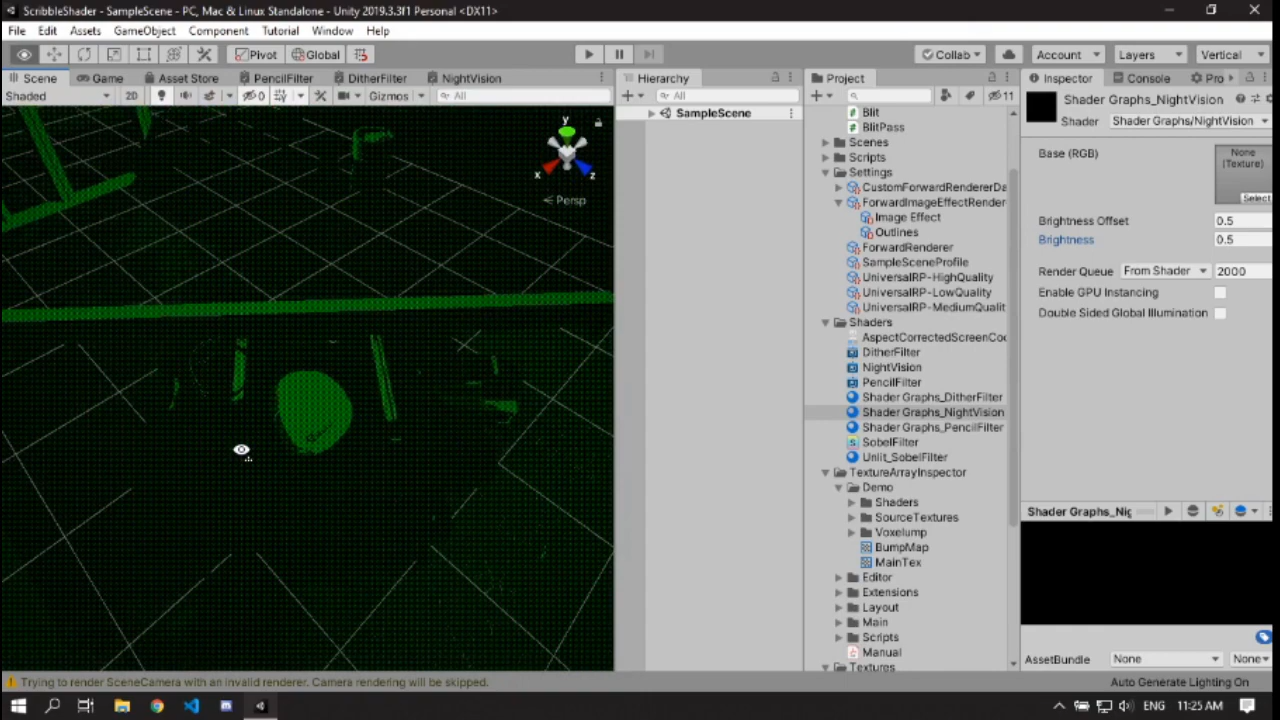 ScribbleShader - SampleScene - PC, Mac & Linux Standalone - Unity 2019.3.3f1 Personal <DX11>
File Edit Assets GameObject Component Tutorial Window Help
Pivot Global Collab Account Layers Vertical
Scene Game Asset Store PencilFilter DitherFilter NightVision
Shaded 2D 0 Gizmos All
y
x z
Persp
Hierarchy
All
SampleScene
Project
11
Blit
BlitPass
Scenes
Scripts
Settings
CustomForwardRendererDa
ForwardImageEffectRender
Image Effect
Outlines
ForwardRenderer
SampleSceneProfile
UniversalRP-HighQuality
UniversalRP-LowQuality
UniversalRP-MediumQualit
Shaders
AspectCorrectedScreenCoo
DitherFilter
NightVision
PencilFilter
Shader Graphs_DitherFilter
Shader Graphs_NightVision
Shader Graphs_PencilFilter
SobelFilter
Unlit_SobelFilter
TextureArrayInspector
Demo
Shaders
SourceTextures
Voxelump
BumpMap
MainTex
Editor
Extensions
Layout
Main
Scripts
Manual
Textures
Inspector Console Pro
Shader Graphs_NightVision
Shader Shader Graphs/NightVision
Base (RGB)
None
(Texture)
Select
Brightness Offset 0.5
Brightness 0.5
Render Queue From Shader 2000
Enable GPU Instancing
Double Sided Global Illumination
Shader Graphs_Nig
AssetBundle None None
Trying to render SceneCamera with an invalid renderer. Camera rendering will be skipped.
Auto Generate Lighting On
ENG 11:25 AM